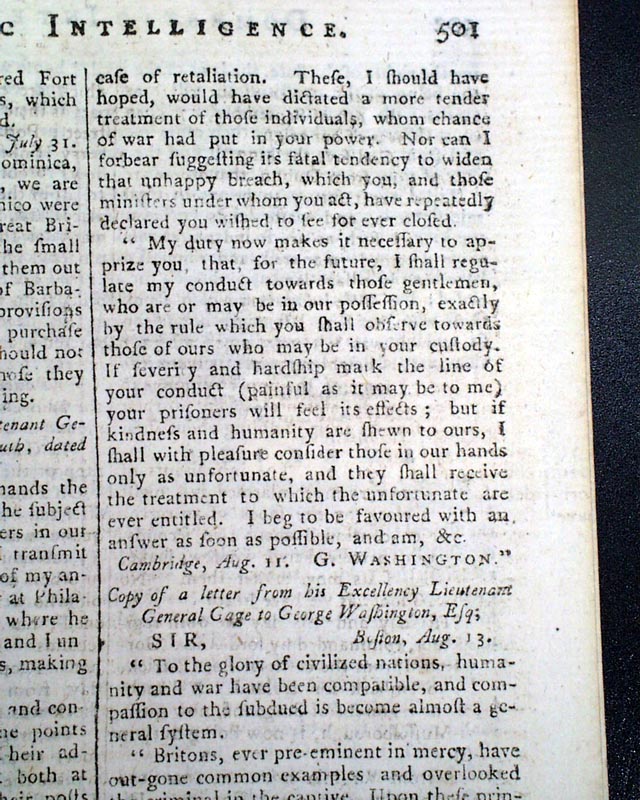 C INTELLIGENCE. 501
red Fort
s, which
d.
July 31.
ominica,
, we are
nico were
reat Bri-
he small
them out
of Barba-
provisions
purchase
hould not
hose they
ing.
tenant Ge-
uth, dated
mands the
he subject
ers in our
I transmit
of my an-
at Phila-
where he
and I un
s, making
and con-
ne points
heir ad-
both at
heir posts
caſe of retaliation. Theſe, I ſhould have
hoped, would have dictated a more tender
treatment of thoſe individuals, whom chance
of war had put in your power. Nor can I
forbear ſuggeſting its fatal tendency to widen
that unhappy breach, which you, and thoſe
miniſters under whom you act, have repeatedly
declared you wiſhed to ſee for ever cloſed.
“ My duty now makes it neceſſary to ap-
prize you, that, for the future, I ſhall regu-
late my conduct towards thoſe gentlemen,
who are or may be in our poſſeſſion, exactly
by the rule which you ſhall obſerve towards
thoſe of ours who may be in your cuſtody.
If ſeveri y and hardſhip mark the line of
your conduct (painful as it may be to me)
your priſoners will feel its effects ; but if
kindneſs and humanity are ſhewn to ours, I
ſhall with pleaſure conſider thoſe in our hands
only as unfortunate, and they ſhall receive
the treatment to which the unfortunate are
ever entitled. I beg to be favoured with an
anſwer as ſoon as poſſible, and am, &c.
Cambridge, Aug. 11. G. WASHINGTON.”
Copy of a letter from his Excellency Lieutenant
General Gage to George Waſhington, Eſq;
SIR, Boſton, Aug. 13.
“ To the glory of civilized nations, huma-
nity and war have been compatible, and com-
paſſion to the ſubdued is become almoſt a ge-
neral ſyſtem.
“ Britons, ever pre-eminent in mercy, have
out-gone common examples, and overlooked
the criminal in the captive. Upon theſe prin-